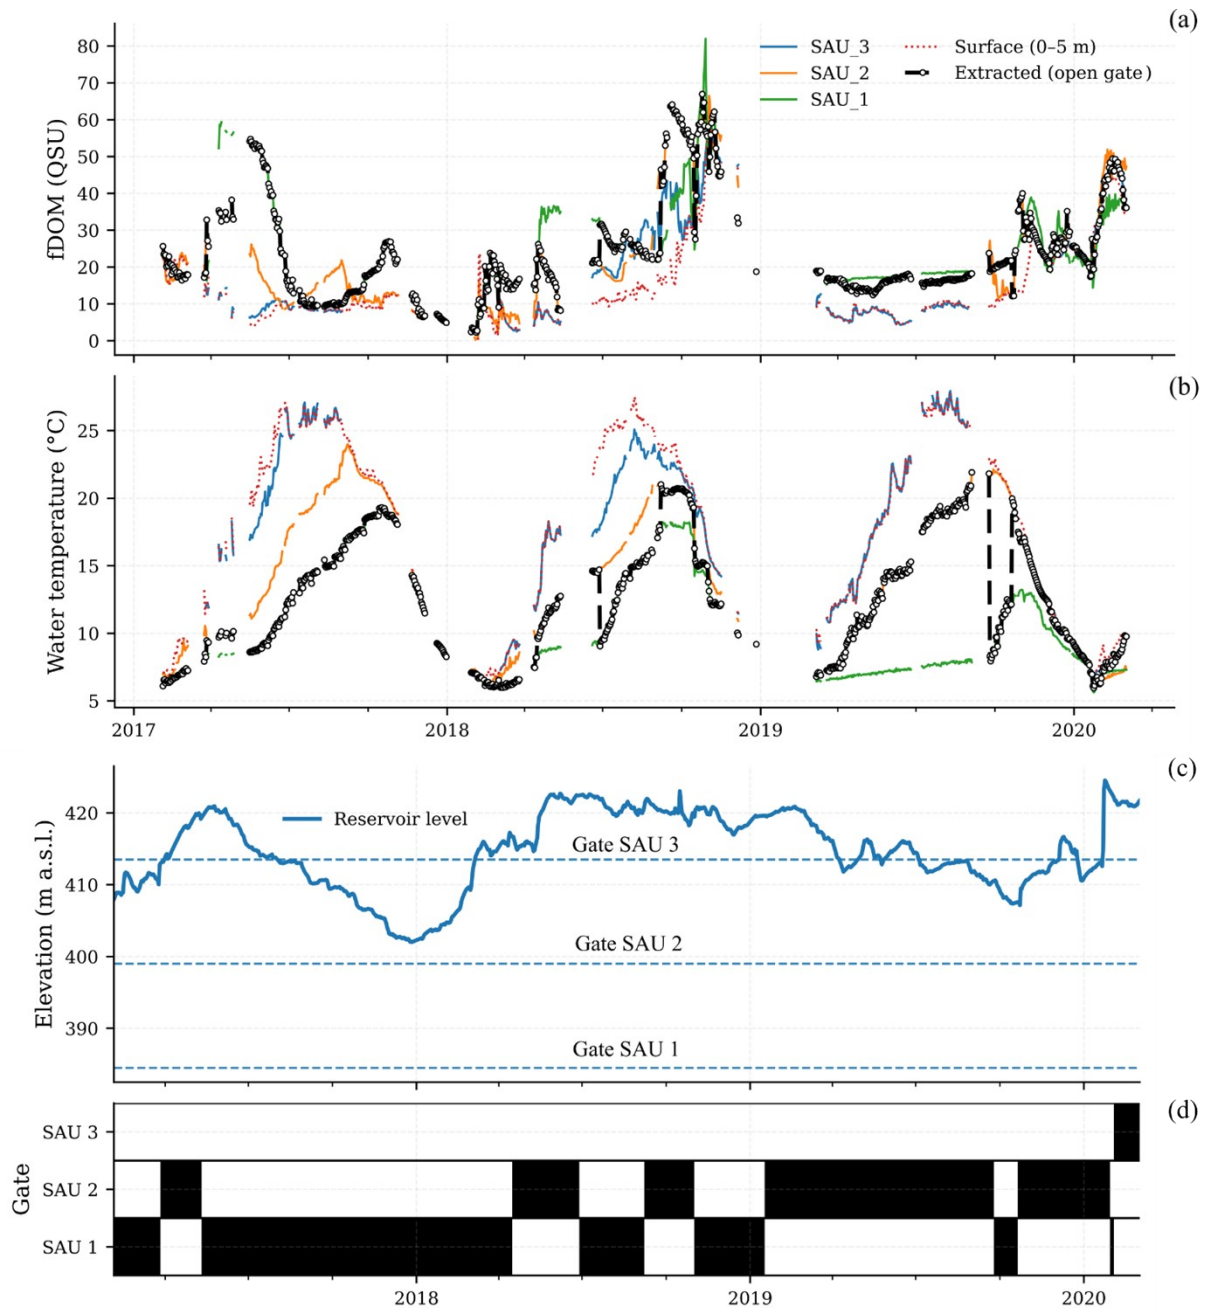 (a)
SAU_3
SAU_2
SAU_1
Surface (0–5 m)
Extracted (open gate)
fDOM (QSU)
80
70
60
50
40
30
20
10
0
(b)
Water temperature (°C)
25
20
15
10
5
2017
2018
2019
2020
(c)
Reservoir level
Elevation (m a.s.l.)
420
410
400
390
Gate SAU 3
Gate SAU 2
Gate SAU 1
(d)
Gate
SAU 3
SAU 2
SAU 1
2018
2019
2020